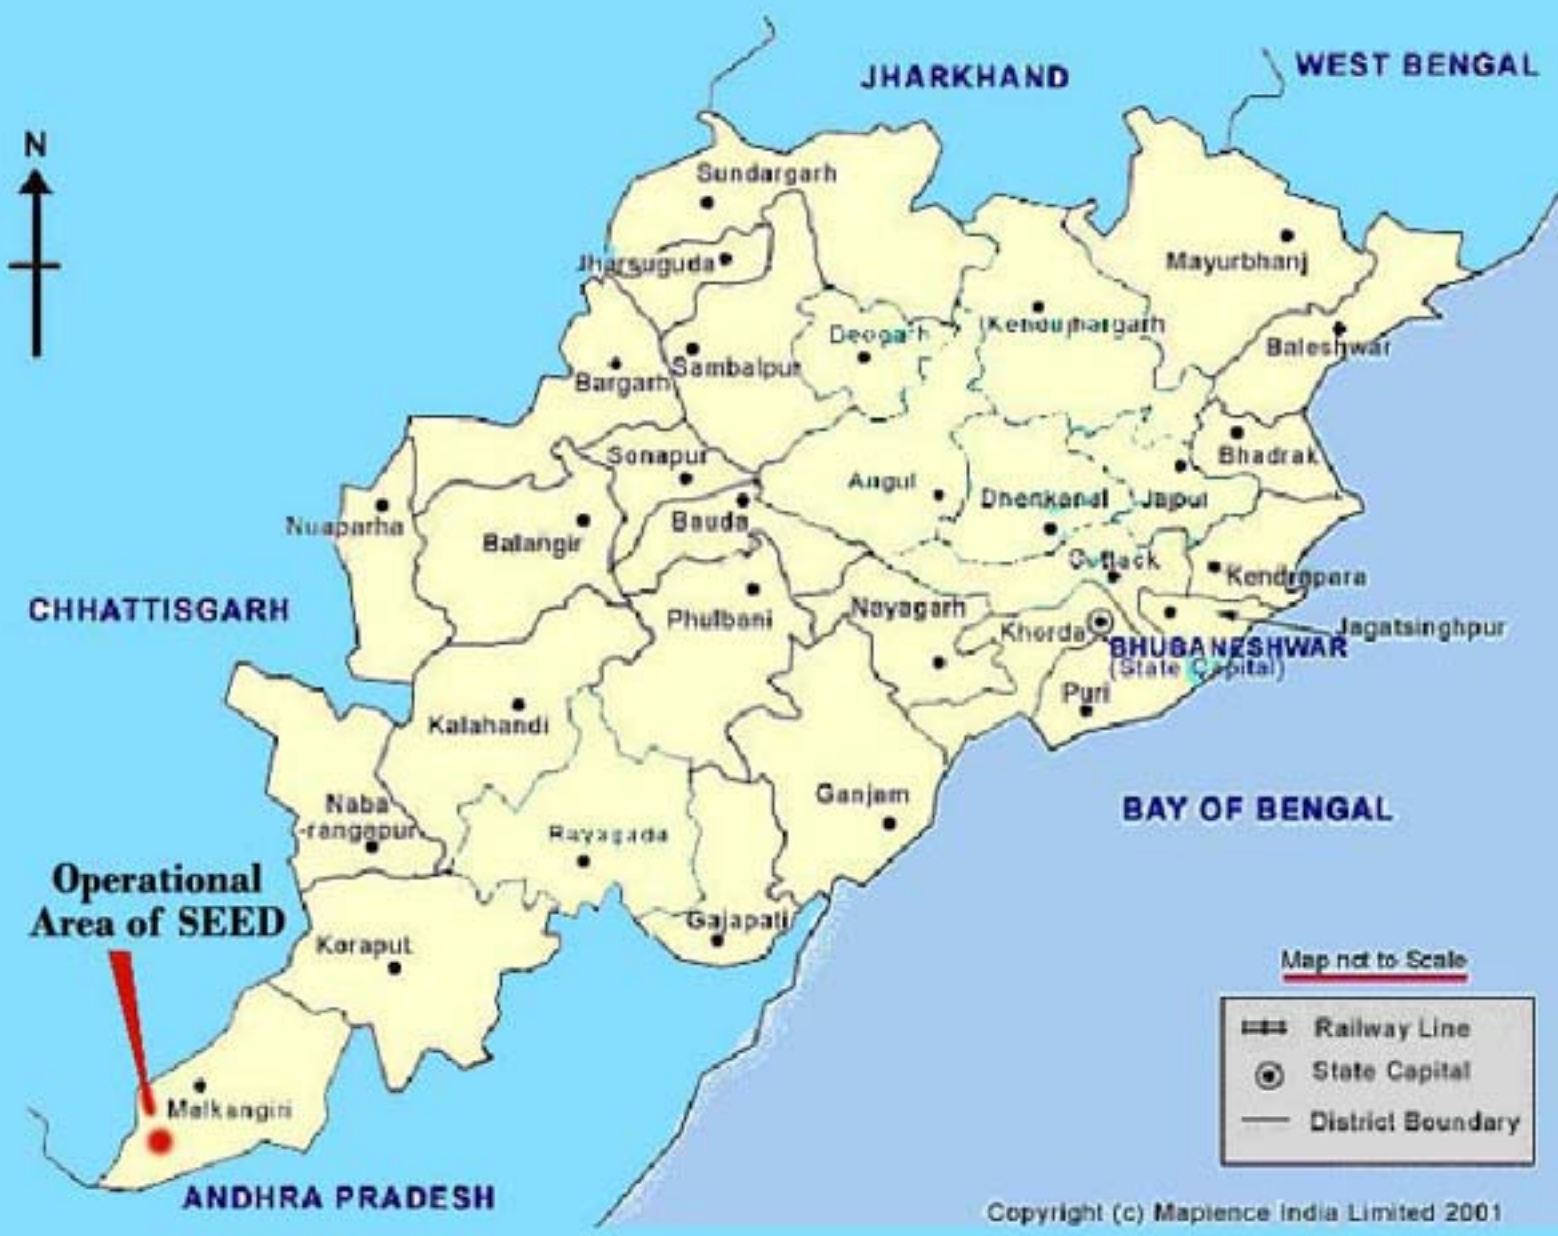 JHARKHAND
WEST BENGAL
N
Sundargarh
Jharsuguda
Mayurbhanj
Deogarh
Kendujhargarh
Baleshwar
Sambalpur
Bargarh
Sonapur
Bhadrak
Angul
Dhenkanal
Jajpur
Nuaparha
Balangir
Bauda
Cuttack
Kendrapara
CHHATTISGARH
Phulbani
Nayagarh
Khorda
Jagatsinghpur
BHUBANESHWAR
(State Capital)
Puri
Kalahandi
Naba
-rangapur
Rayagada
Ganjam
BAY OF BENGAL
Operational
Area of SEED
Koraput
Gajapati
Map not to Scale
Railway Line
State Capital
District Boundary
Malkangiri
ANDHRA PRADESH
Copyright (c) Maplence India Limited 2001